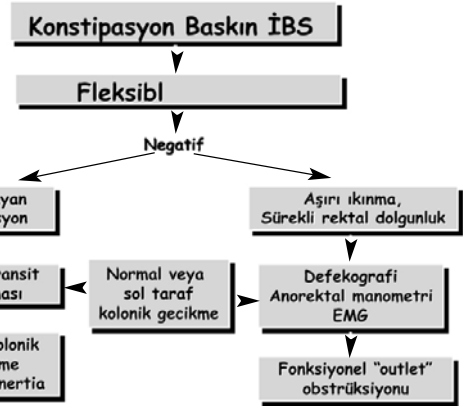 Konstipasyon Baskın İBS
Fleksibl
Negatif
Aşırı ıkınma,
Sürekli rektal dolgunluk
Normal veya
sol taraf
kolonik gecikme
Defekografi
Anorektal manometri
EMG
Fonksiyonel “outlet”
obstrüksiyonu